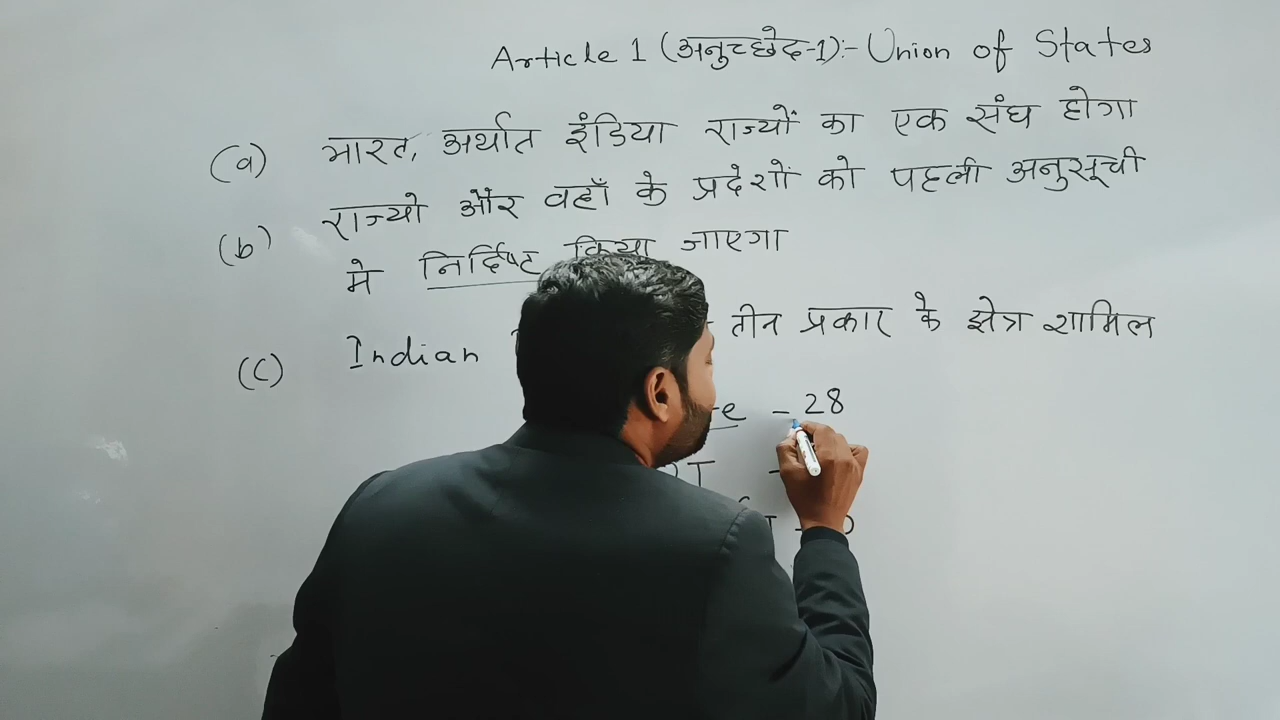 Article 1 (अनुच्छेद-1):- Union of States
(a) भारत, अर्थात इंडिया राज्यों का एक संघ होगा
(b) राज्यो और वहाँ के प्रदेशों को पहली अनुसूची
मे निर्दिष्ट किया जाएगा
(c) Indian तीन प्रकार के क्षेत्र शामिल
- 28